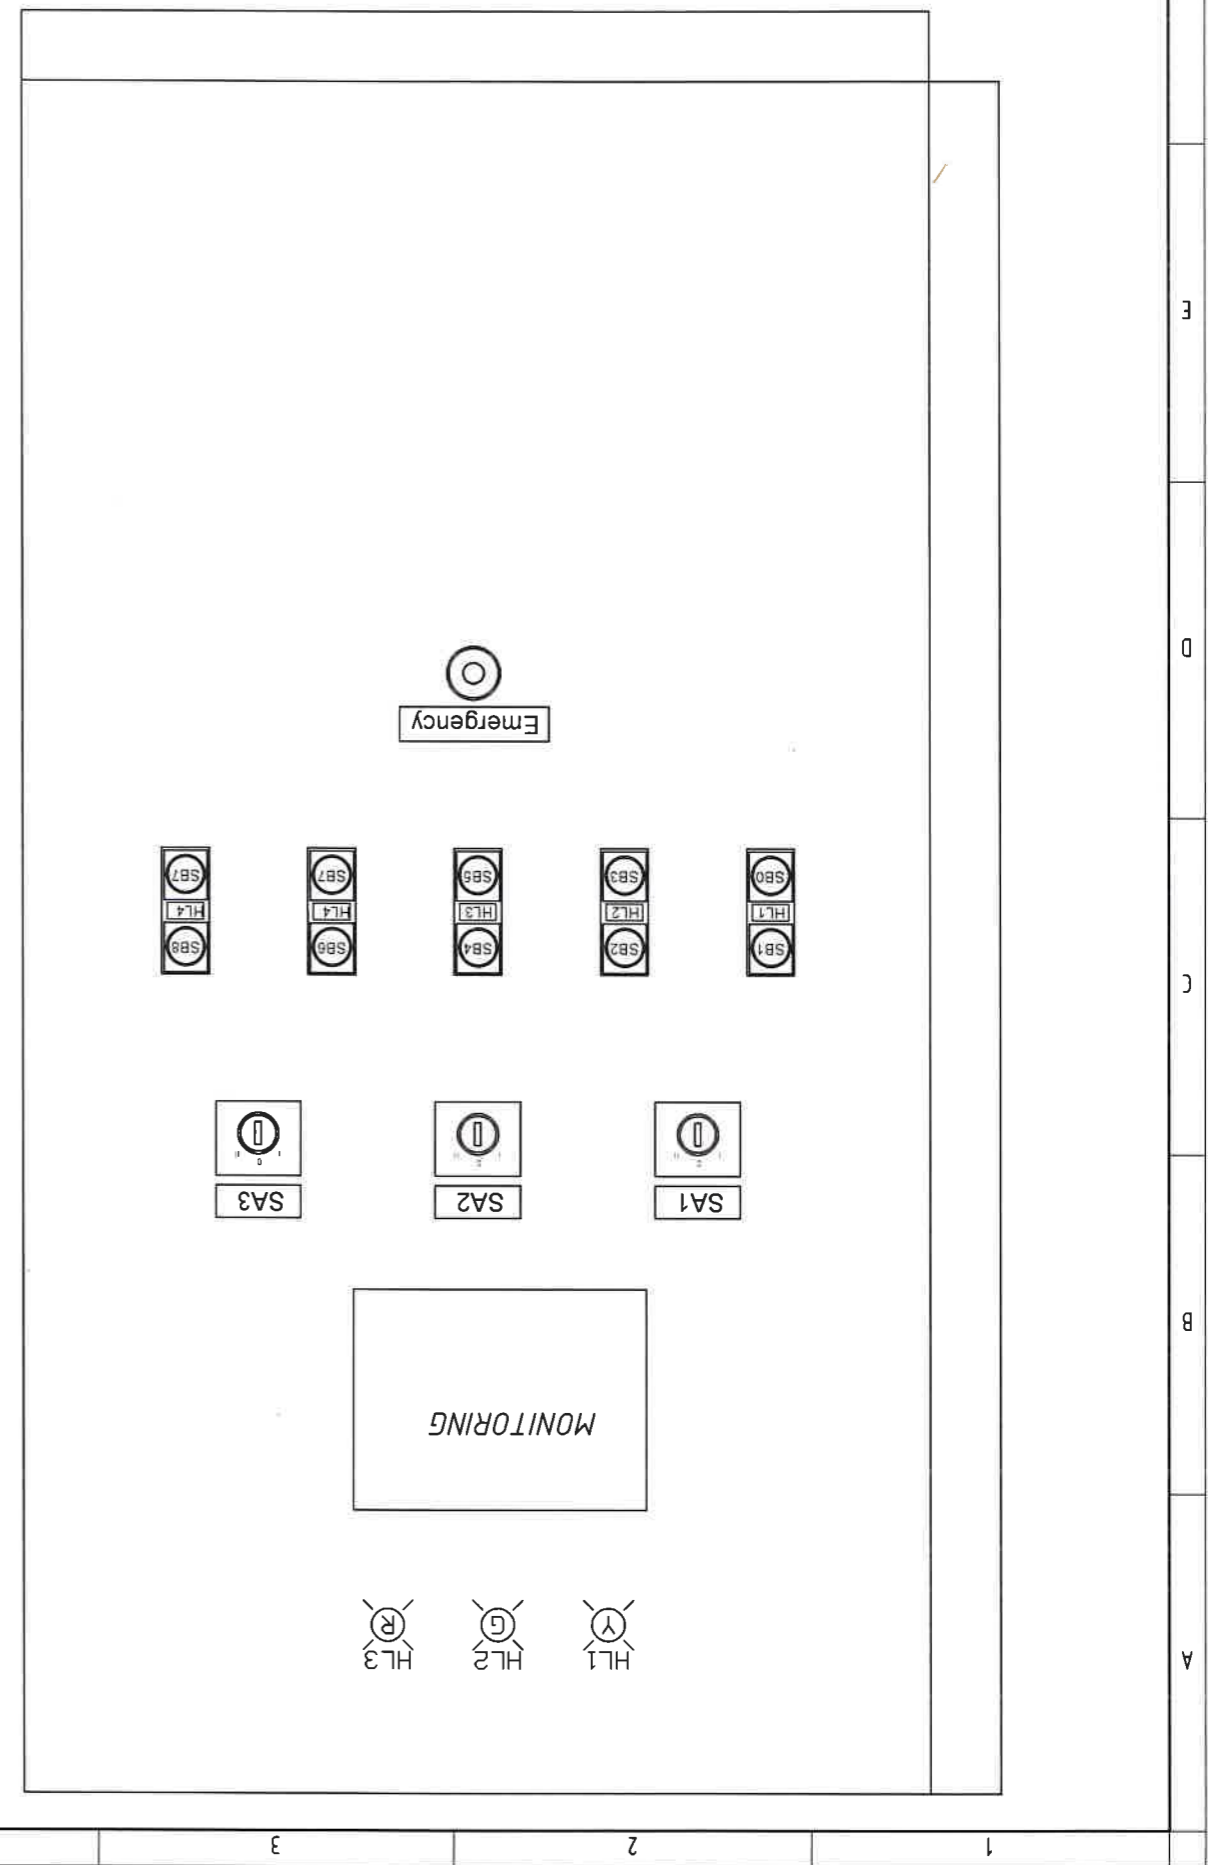 1 2 3
HL1 HL2 HL3
A
Y G R
MONITORING
B
SA1 SA2 SA3
C
SB1 SB2 SB4 SB6 SB8
HL1 HL2 HL3 HL4 HL4
SB0 SB3 SB5 SB7 SB7
Emergency
D
E